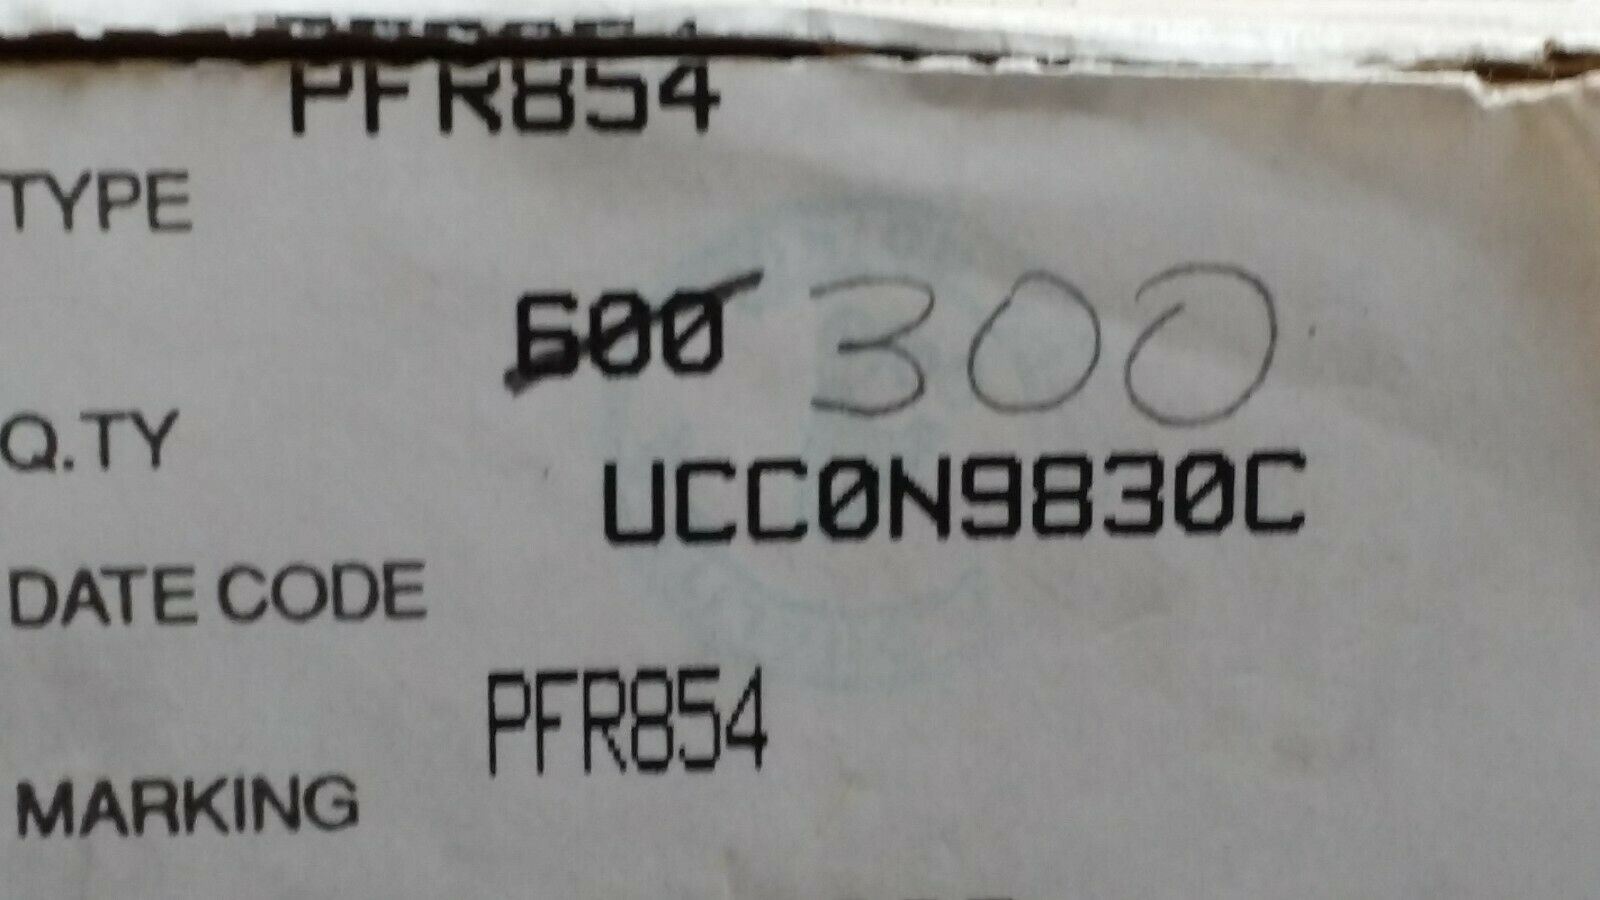 PFR854
TYPE
600 300
Q.TY
UCC0N9830C
DATE CODE
PFR854
MARKING